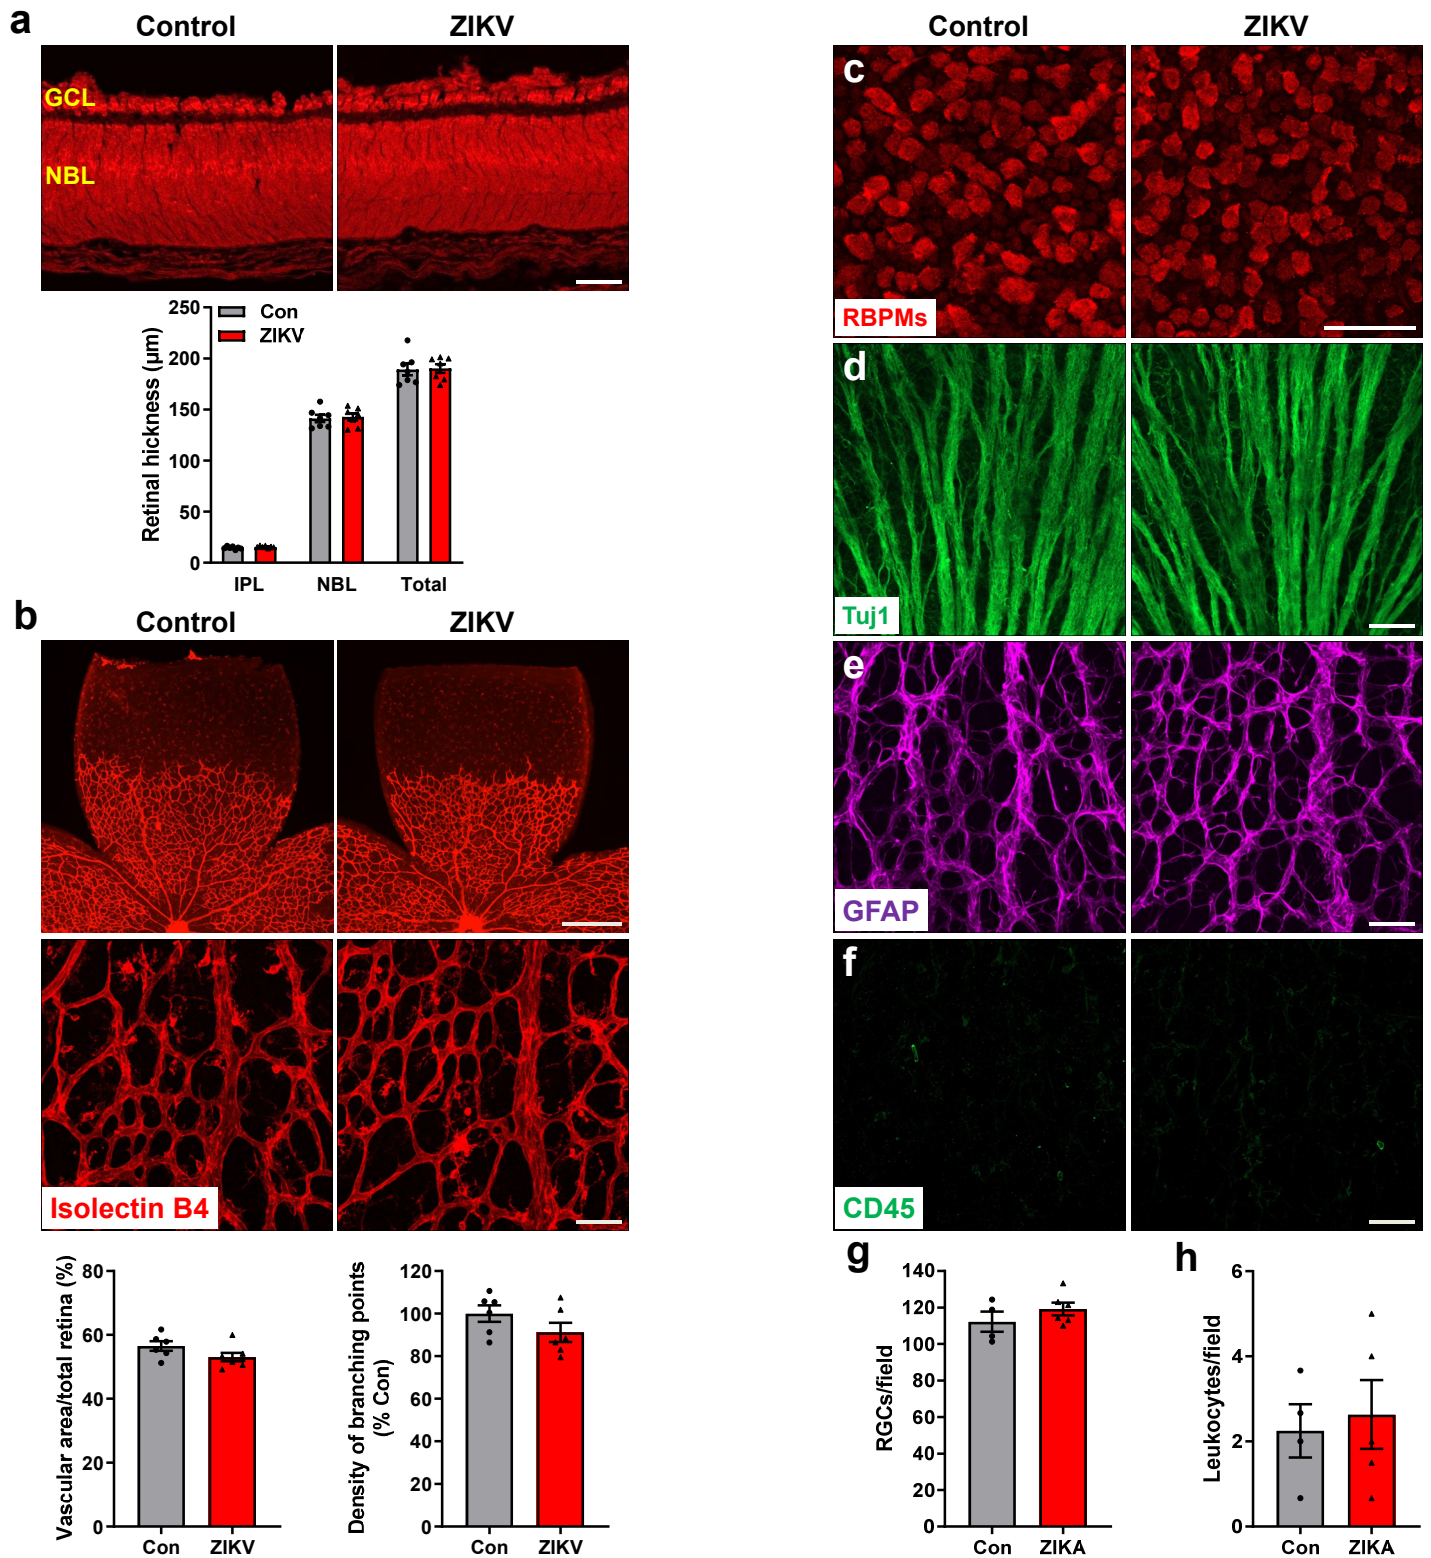 a
Control ZIKV
GCL
NBL
250
200
150
100
50
0
Retinal hickness (μm)
Con
ZIKV
IPL NBL Total
b
Control ZIKV
Isolectin B4
80
60
40
20
0
Vascular area/total retina (%)
Con ZIKV
120
100
80
60
40
20
0
Density of branching points
(% Con)
Con ZIKV
Control ZIKV
c
RBPMs
d
Tuj1
e
GFAP
f
CD45
g
140
120
100
80
60
40
20
0
RGCs/field
Con ZIKA
h
6
4
2
0
Leukocytes/field
Con ZIKA